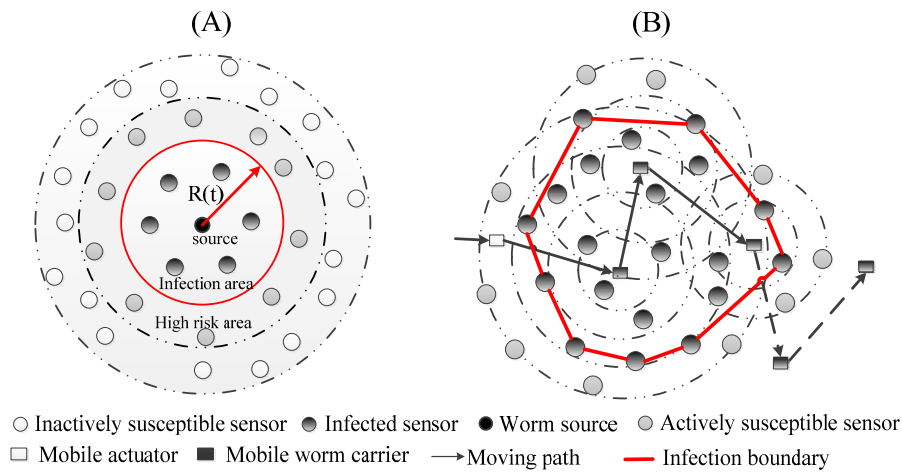 (A)
(B)
R(t)
source
Infection area
High risk area
Inactively susceptible sensor
Infected sensor
Worm source
Actively susceptible sensor
Mobile actuator
Mobile worm carrier
Moving path
Infection boundary